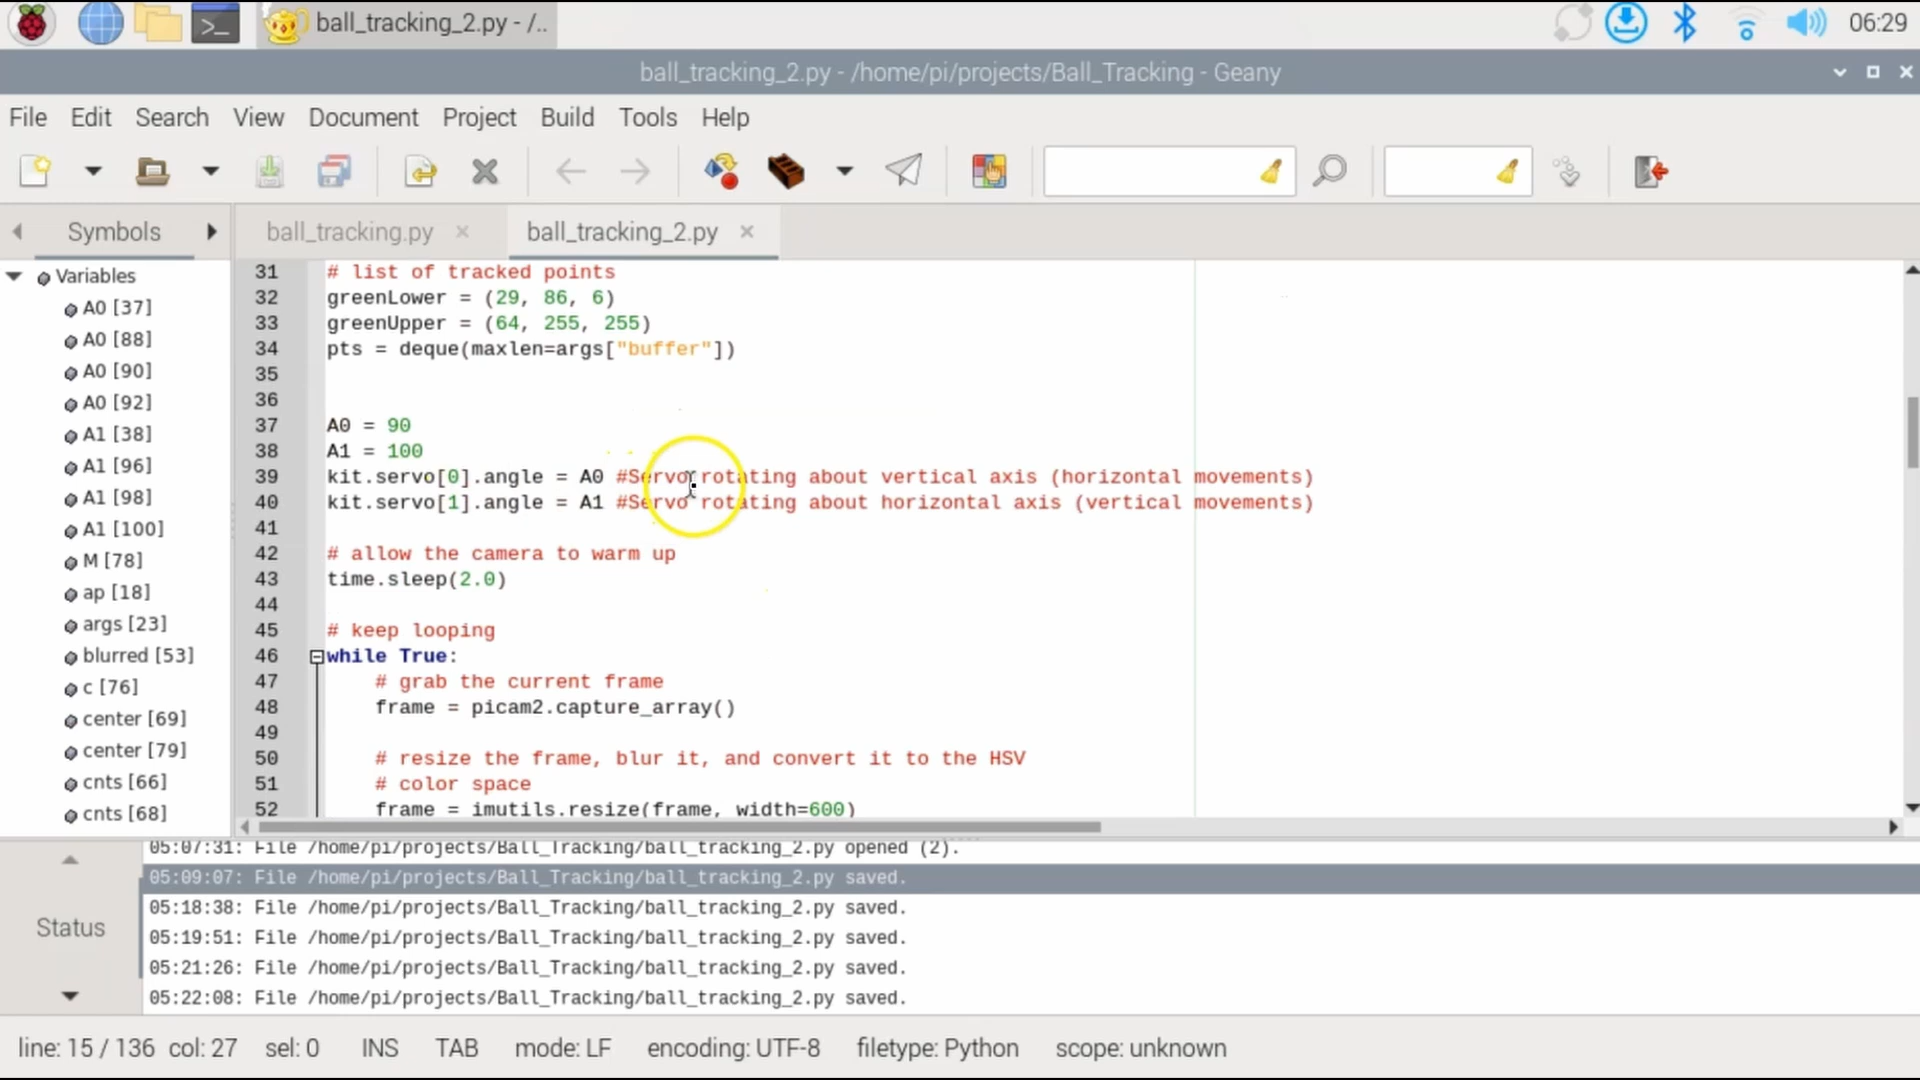 ball_tracking_2.py - /..
06:29
ball_tracking_2.py - /home/pi/projects/Ball_Tracking - Geany
File Edit Search View Document Project Build Tools Help
Symbols
ball_tracking.py
ball_tracking_2.py
Variables
A0 [37]
A0 [88]
A0 [90]
A0 [92]
A1 [38]
A1 [96]
A1 [98]
A1 [100]
M [78]
ap [18]
args [23]
blurred [53]
c [76]
center [69]
center [79]
cnts [66]
cnts [68]
31 # list of tracked points
32 greenLower = (29, 86, 6)
33 greenUpper = (64, 255, 255)
34 pts = deque(maxlen=args["buffer"])
35
36
37 A0 = 90
38 A1 = 100
39 kit.servo[0].angle = A0 #Servo rotating about vertical axis (horizontal movements)
40 kit.servo[1].angle = A1 #Servo rotating about horizontal axis (vertical movements)
41
42 # allow the camera to warm up
43 time.sleep(2.0)
44
45 # keep looping
46 while True:
47 # grab the current frame
48 frame = picam2.capture_array()
49
50 # resize the frame, blur it, and convert it to the HSV
51 # color space
52 frame = imutils.resize(frame, width=600)
Status
05:07:31: File /home/pi/projects/Ball_Tracking/ball_tracking_2.py opened (2).
05:09:07: File /home/pi/projects/Ball_Tracking/ball_tracking_2.py saved.
05:18:38: File /home/pi/projects/Ball_Tracking/ball_tracking_2.py saved.
05:19:51: File /home/pi/projects/Ball_Tracking/ball_tracking_2.py saved.
05:21:26: File /home/pi/projects/Ball_Tracking/ball_tracking_2.py saved.
05:22:08: File /home/pi/projects/Ball_Tracking/ball_tracking_2.py saved.
line: 15 / 136 col: 27 sel: 0 INS TAB mode: LF encoding: UTF-8 filetype: Python scope: unknown